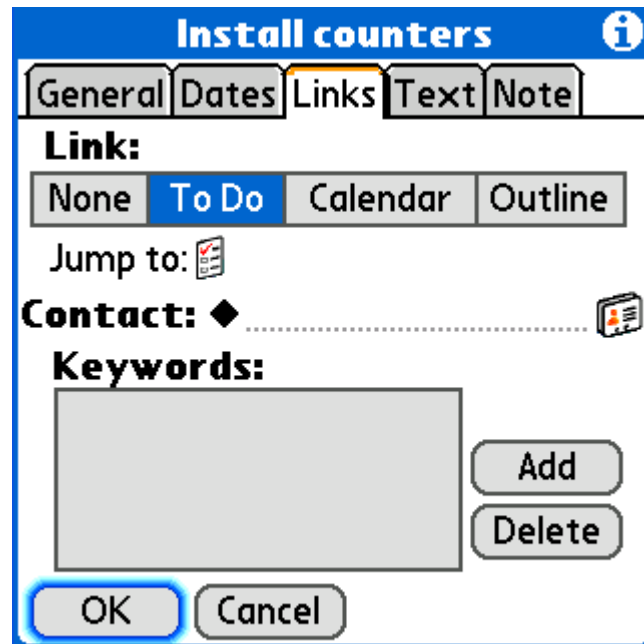 Install counters
General Dates Links Text Note
Link:
None To Do Calendar Outline
Jump to:
Contact:
Keywords:
Add
Delete
OK Cancel